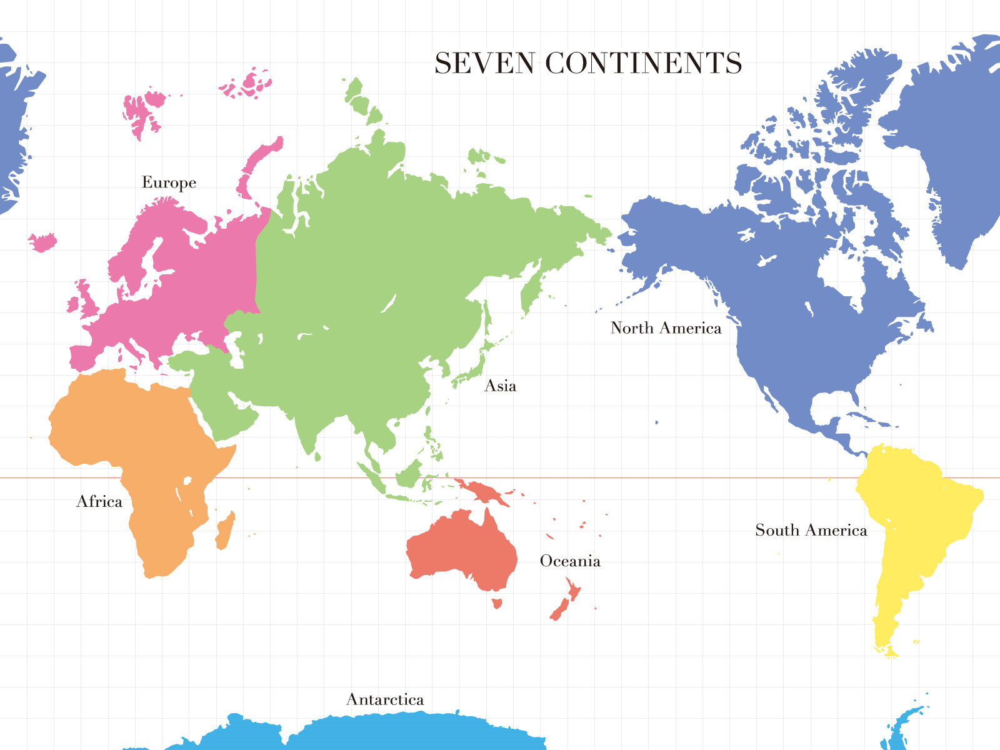 SEVEN CONTINENTS
Europe
North America
Asia
Africa
South America
Oceania
Antarctica